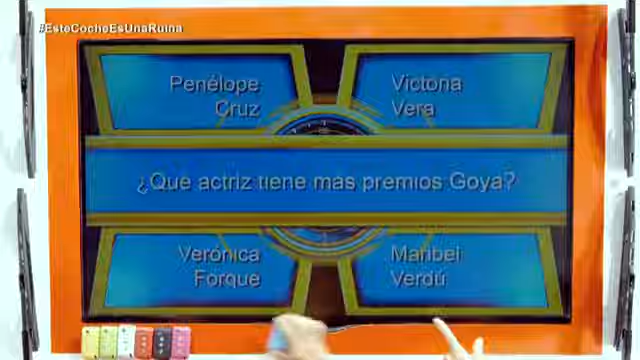 #EsteCocheEsUnaRuina
Penélope
Cruz
Victoria
Vera
¿Que actriz tiene mas premios Goya?
Verónica
Forque
Maribel
Verdú